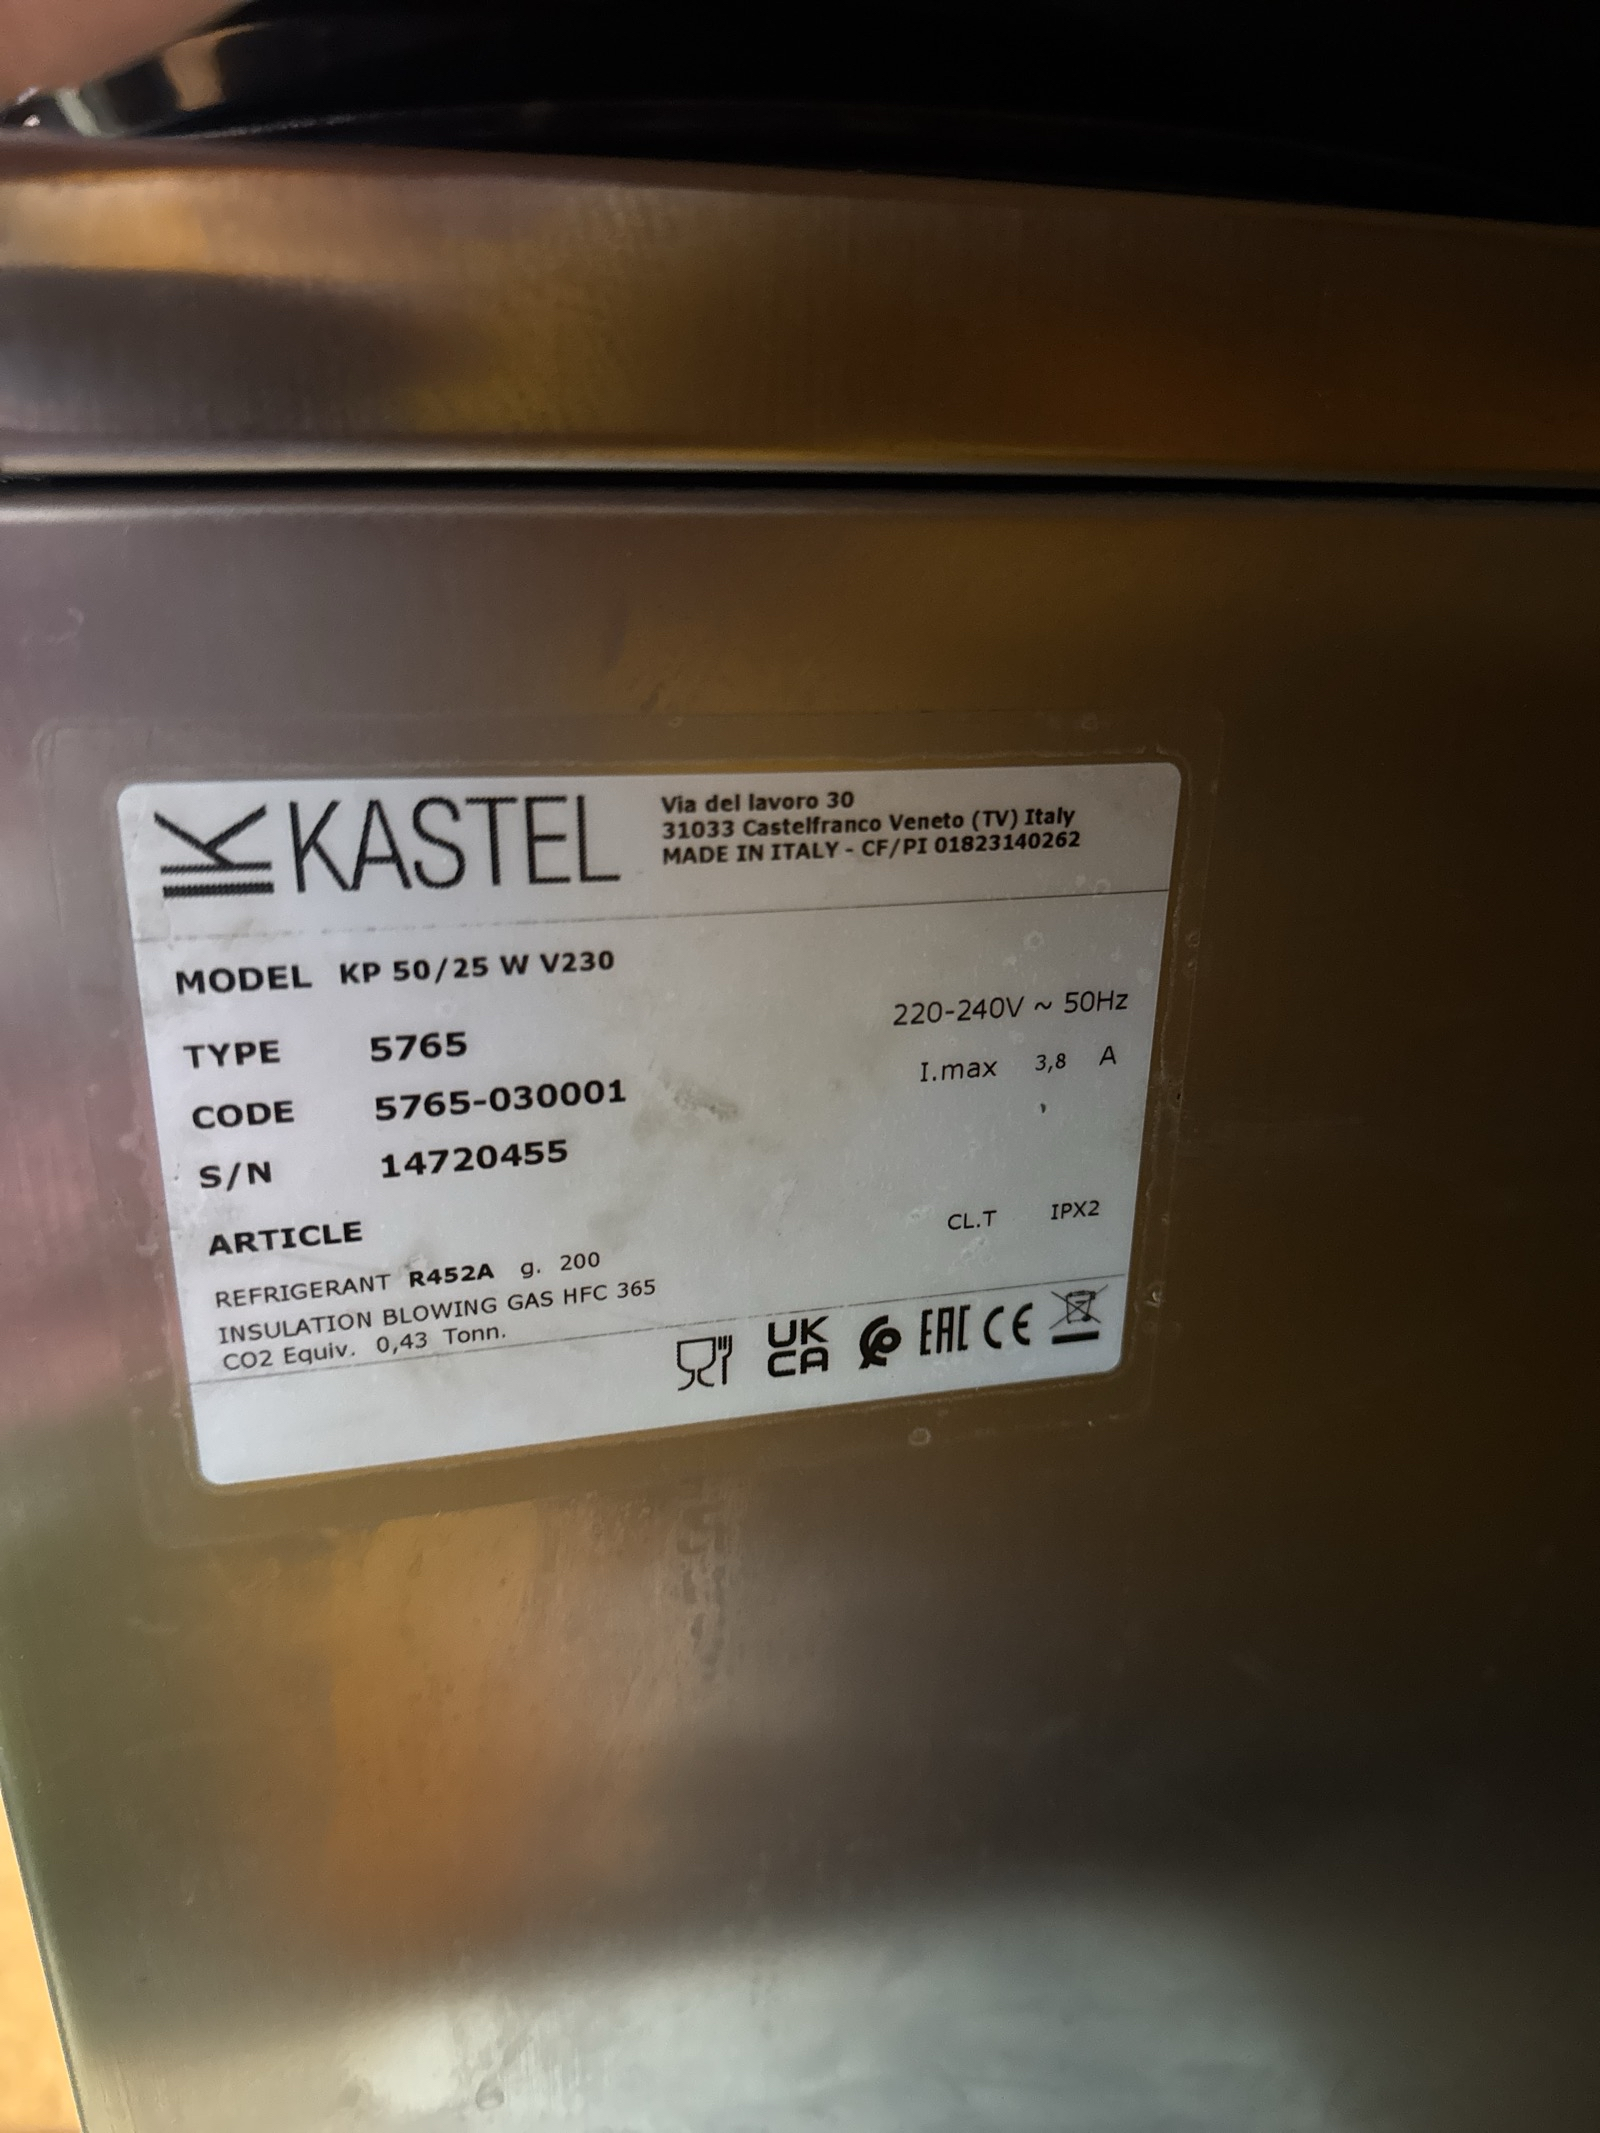 KASTEL
Via del lavoro 30
31033 Castelfranco Veneto (TV) Italy
MADE IN ITALY - CF/PI 01823140262
MODEL KP 50/25 W V230
TYPE 5765
220-240V ~ 50Hz
CODE 5765-030001
I.max 3,8 A
S/N 14720455
ARTICLE
CL.T IPX2
REFRIGERANT R452A g. 200
INSULATION BLOWING GAS HFC 365
CO2 Equiv. 0,43 Tonn.
UK
CA
EAC CE